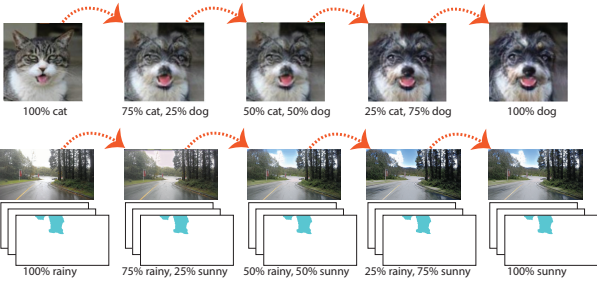 100% cat
75% cat, 25% dog
50% cat, 50% dog
25% cat, 75% dog
100% dog
100% rainy
75% rainy, 25% sunny
50% rainy, 50% sunny
25% rainy, 75% sunny
100% sunny